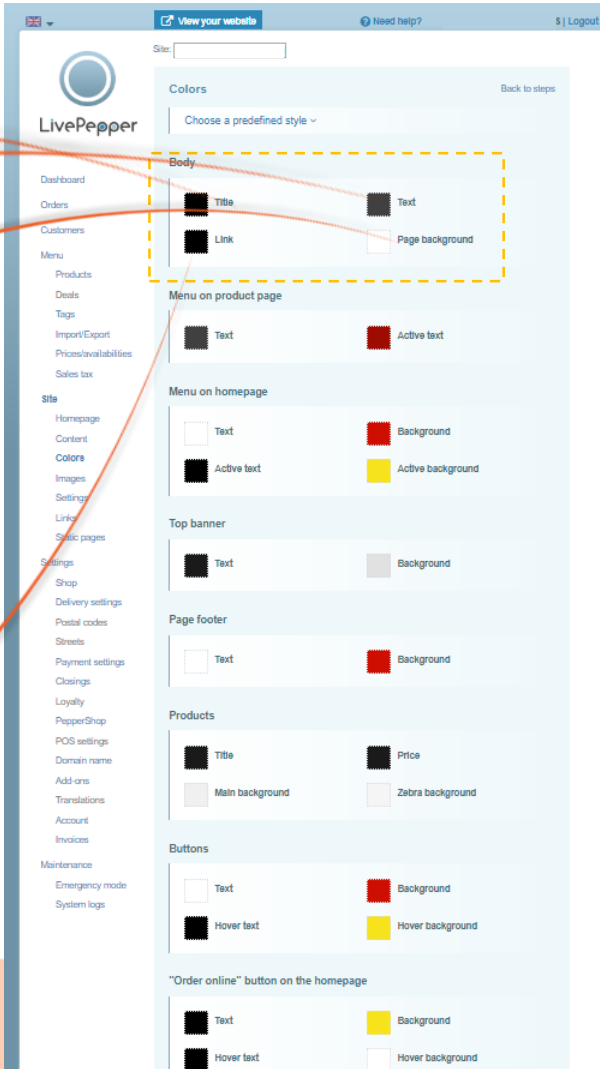 View your website
Need help?
$ | Logout
Site:
LivePepper
Colors
Back to steps
Choose a predefined style
Dashboard
Orders
Customers
Menu
Products
Deals
Tags
Import/Export
Prices/availabilities
Sales tax
Site
Homepage
Content
Colors
Images
Settings
Links
Static pages
Settings
Shop
Delivery settings
Postal codes
Streets
Payment settings
Closings
Loyalty
PepperShop
POS settings
Domain name
Add-ons
Translations
Account
Invoices
Maintenance
Emergency mode
System logs
Body
Title
Text
Link
Page background
Menu on product page
Text
Active text
Menu on homepage
Text
Background
Active text
Active background
Top banner
Text
Background
Page footer
Text
Background
Products
Title
Price
Main background
Zebra background
Buttons
Text
Background
Hover text
Hover background
"Order online" button on the homepage
Text
Background
Hover text
Hover background